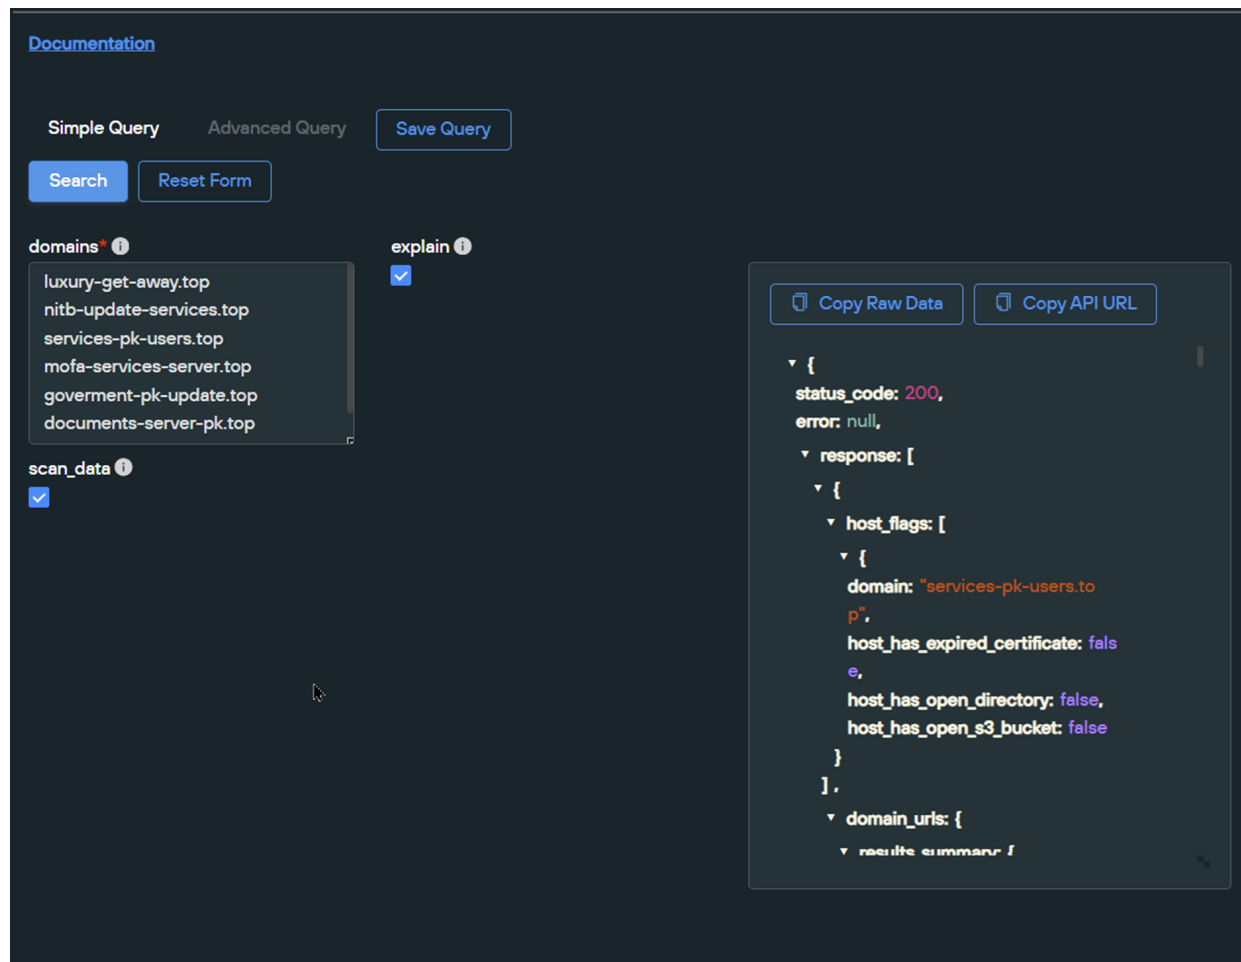 Documentation
Simple Query
Advanced Query
Save Query
Search
Reset Form
domains*
luxury-get-away.top
nitb-update-services.top
services-pk-users.top
mofa-services-server.top
goverment-pk-update.top
documents-server-pk.top
explain
scan_data
Copy Raw Data
Copy API URL
{
status_code: 200,
error: null,
response: [
{
host_flags: [
{
domain: "services-pk-users.to
p",
host_has_expired_certificate: fals
e,
host_has_open_directory: false,
host_has_open_s3_bucket: false
}
],
domain_urls: {
results_summary: {